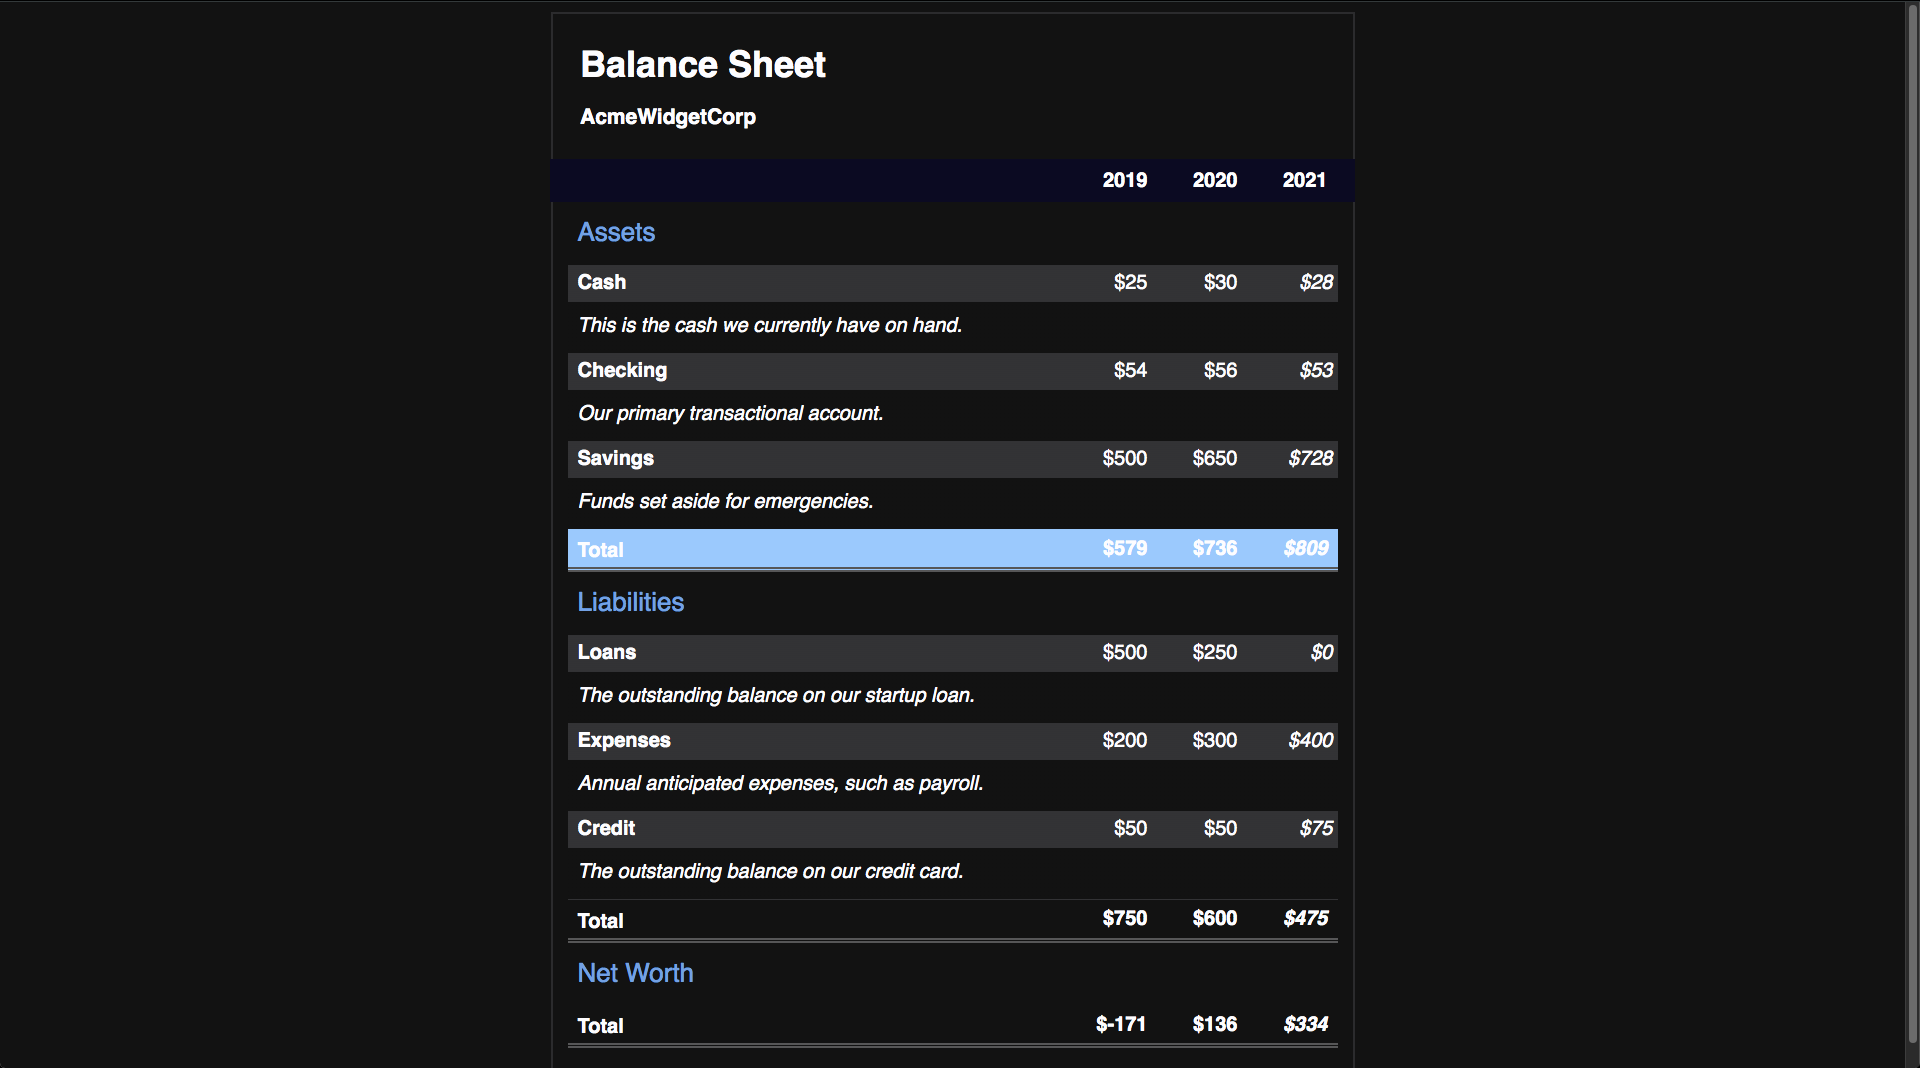 Balance Sheet
AcmeWidgetCorp
2019 2020 2021
Assets
Cash $25 $30 $28
This is the cash we currently have on hand.
Checking $54 $56 $53
Our primary transactional account.
Savings $500 $650 $728
Funds set aside for emergencies.
Total $579 $736 $809
Liabilities
Loans $500 $250 $0
The outstanding balance on our startup loan.
Expenses $200 $300 $400
Annual anticipated expenses, such as payroll.
Credit $50 $50 $75
The outstanding balance on our credit card.
Total $750 $600 $475
Net Worth
Total $-171 $136 $334